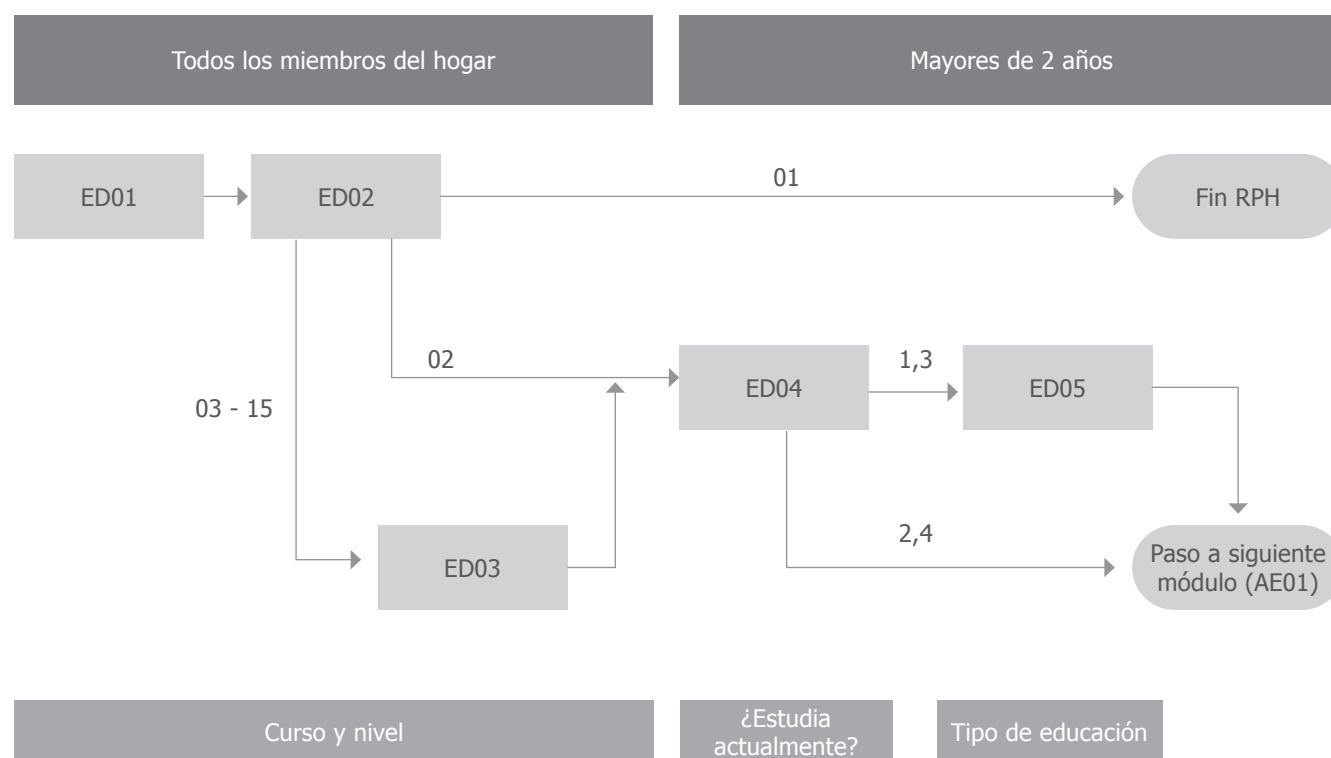 Todos los miembros del hogar
Mayores de 2 años
ED01
ED02
01
Fin RPH
02
03 - 15
ED04
1,3
ED05
ED03
2,4
Paso a siguiente
módulo (AE01)
Curso y nivel
¿Estudia
actualmente?
Tipo de educación